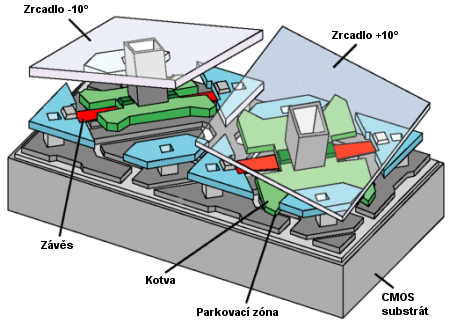 Zrcadlo -10°
Zrcadlo +10°
Závěs
Kotva
Parkovací zóna
CMOS
substrát